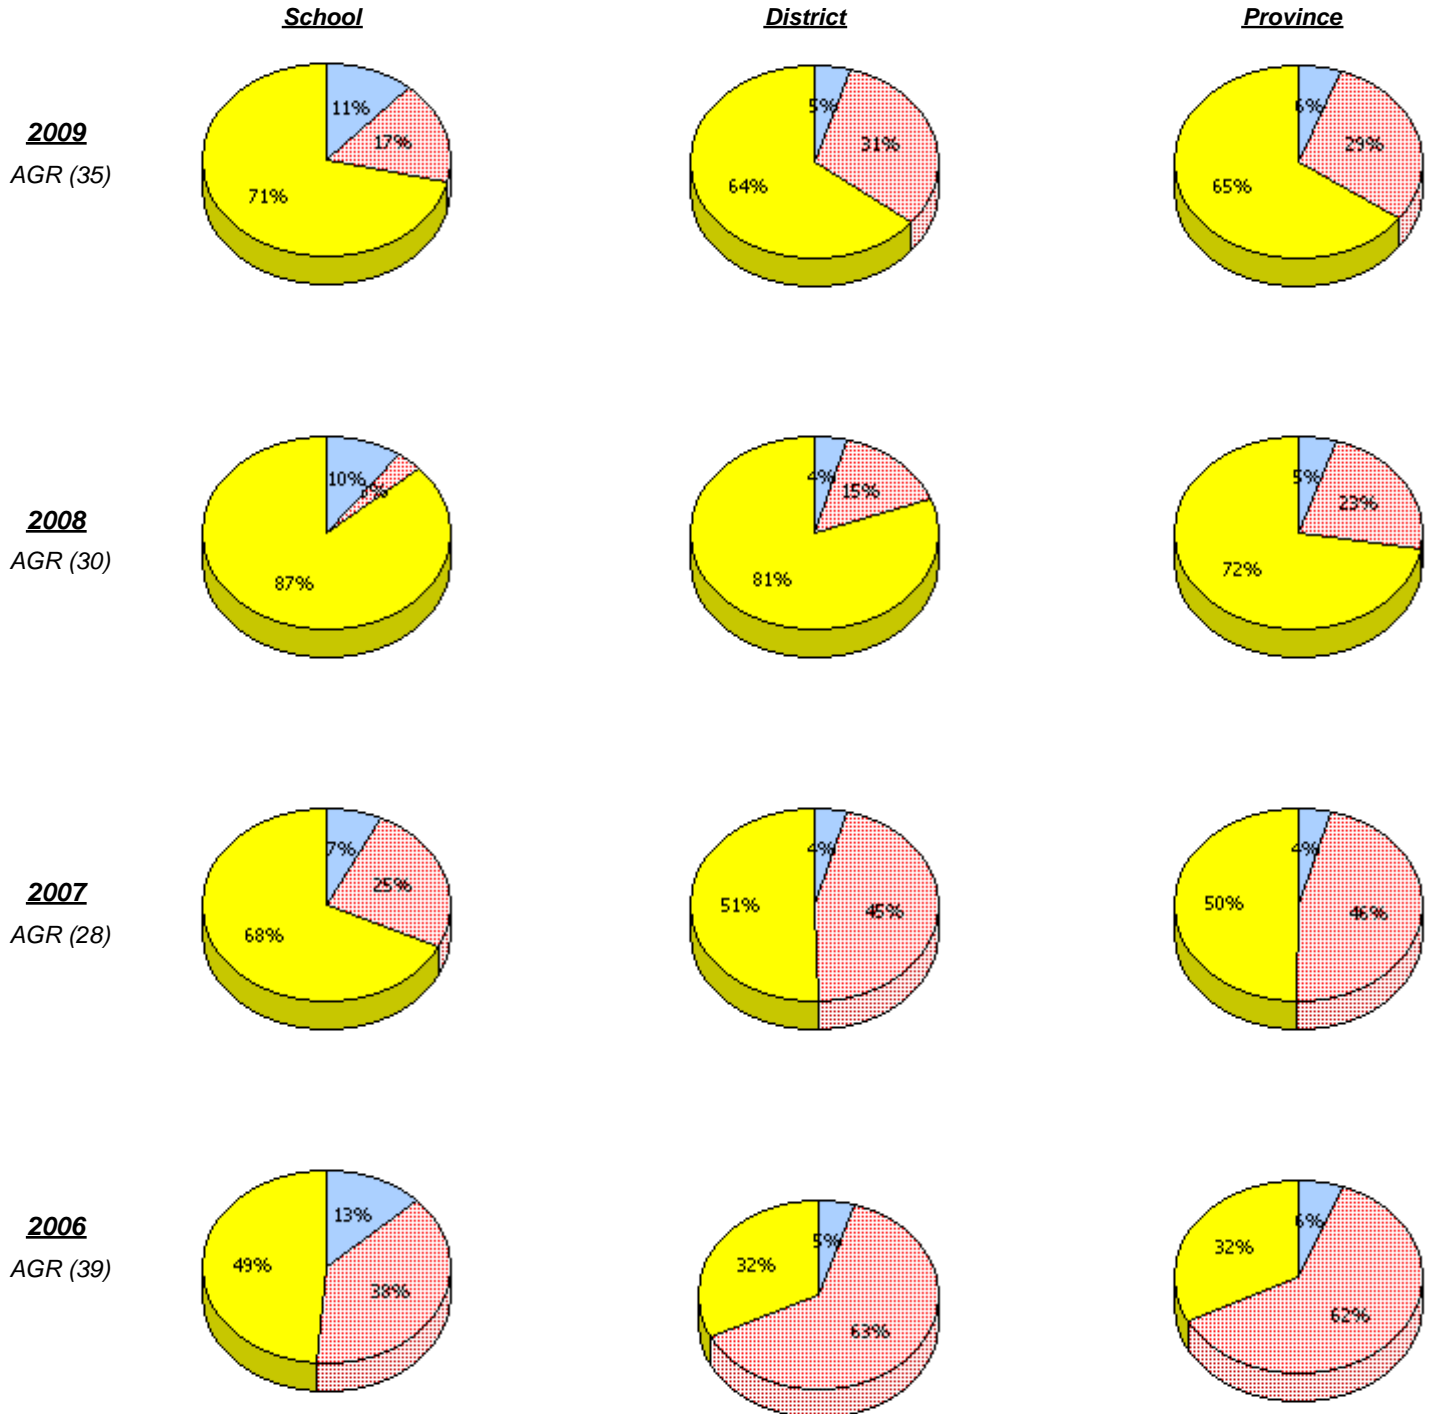 School District Province
2009
AGR (35)
11% 17% 71%
5% 31% 64%
6% 29% 65%
2008
AGR (30)
10% 3% 87%
4% 15% 81%
5% 23% 72%
2007
AGR (28)
7% 25% 68%
4% 45% 51%
4% 46% 50%
2006
AGR (39)
13% 38% 49%
5% 63% 32%
6% 62% 32%